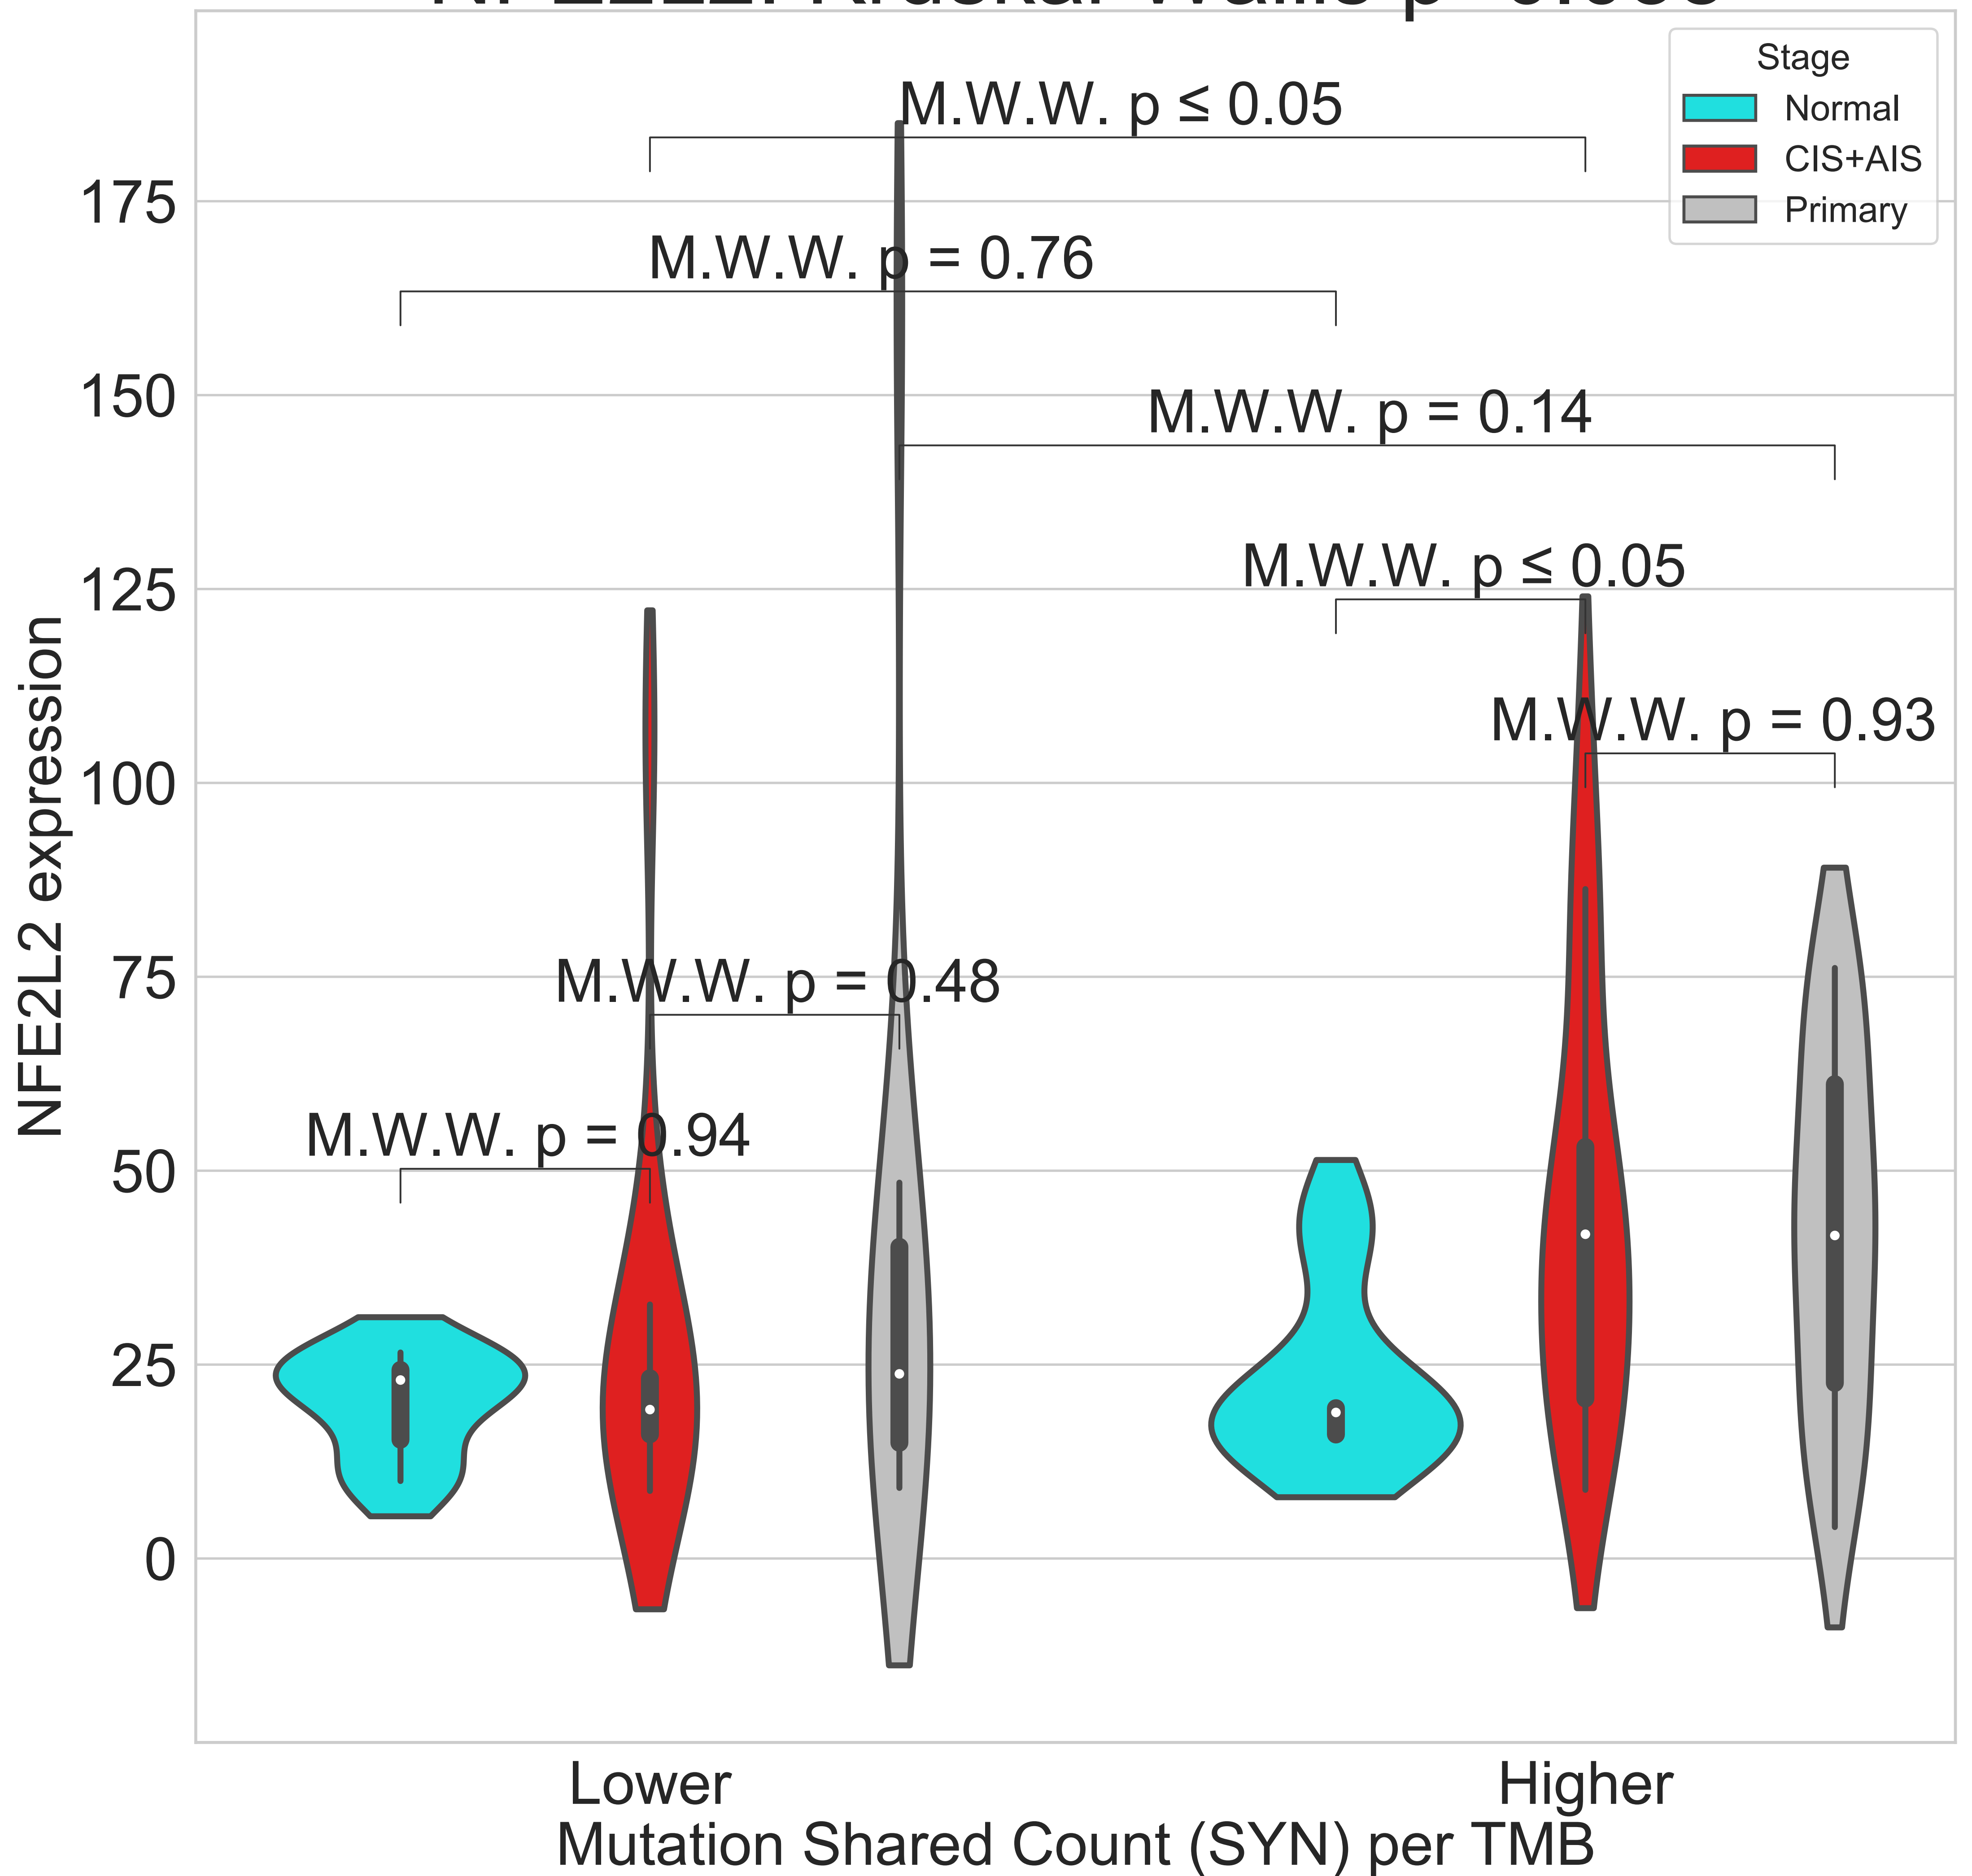 Stage
Normal
CIS+AIS
Primary
M.W.W. p ≤ 0.05
M.W.W. p = 0.76
M.W.W. p = 0.14
M.W.W. p ≤ 0.05
M.W.W. p = 0.93
M.W.W. p = 0.48
M.W.W. p = 0.94
175
150
125
100
75
50
25
0
NFE2L2 expression
Lower
Higher
Mutation Shared Count (SYN) per TMB